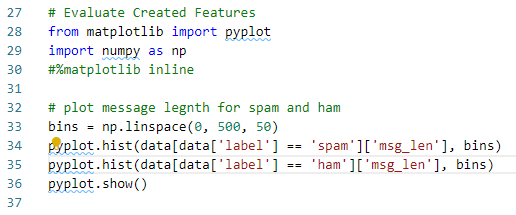 27 # Evaluate Created Features
28 from matplotlib import pyplot
29 import numpy as np
30 #%matplotlib inline
31
32 # plot message legnth for spam and ham
33 bins = np.linspace(0, 500, 50)
34 pyplot.hist(data[data['label'] == 'spam']['msg_len'], bins)
35 pyplot.hist(data[data['label'] == 'ham']['msg_len'], bins)
36 pyplot.show()
37